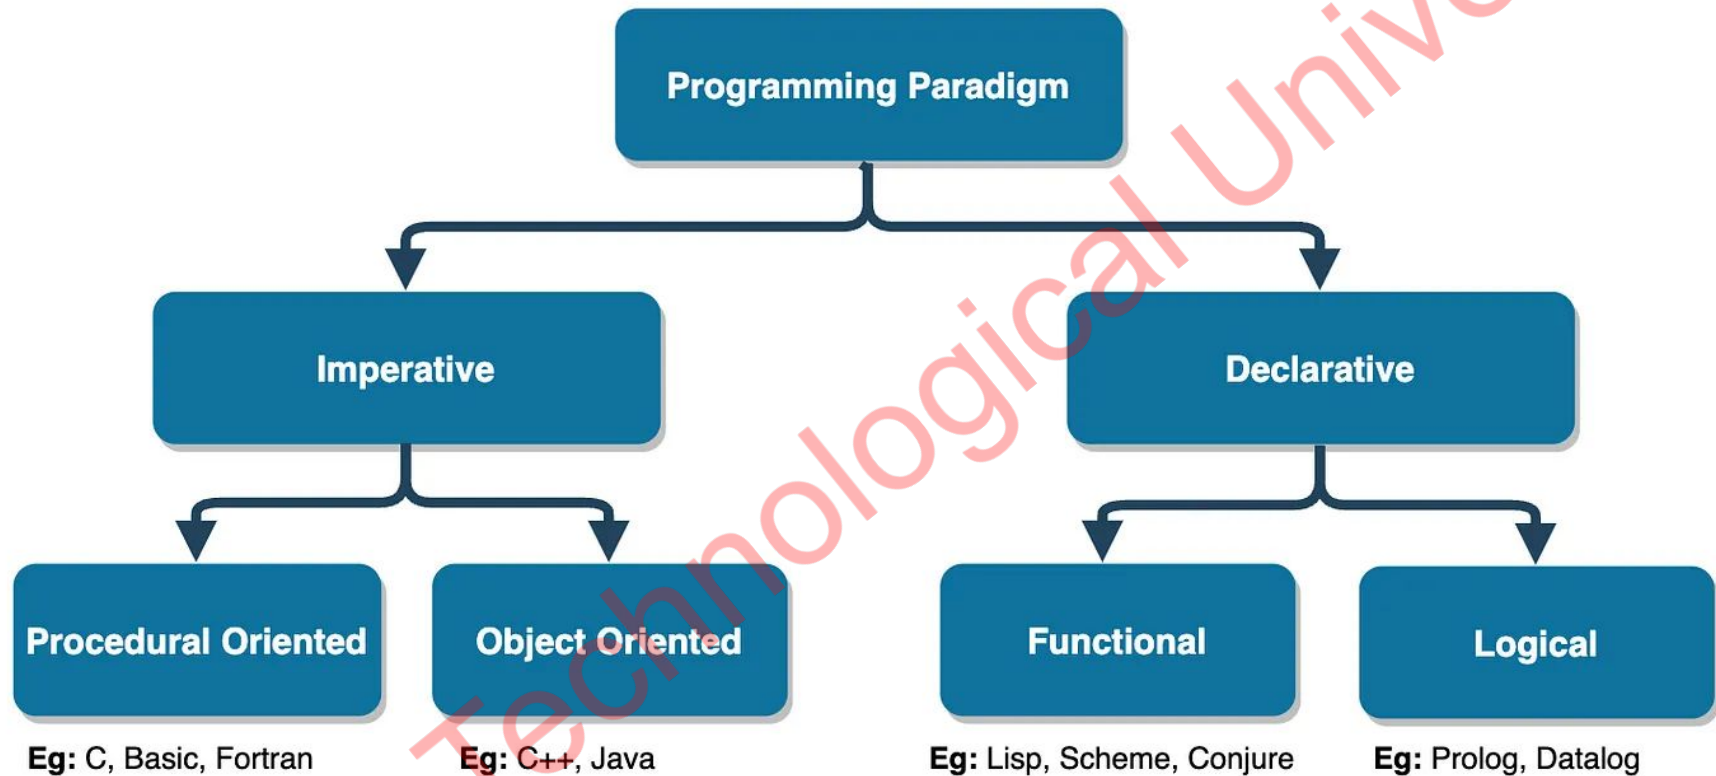 Programming Paradigm
Imperative
Declarative
Procedural Oriented
Object Oriented
Functional
Logical
Eg: C, Basic, Fortran
Eg: C++, Java
Eg: Lisp, Scheme, Conjure
Eg: Prolog, Datalog
Technological Unive